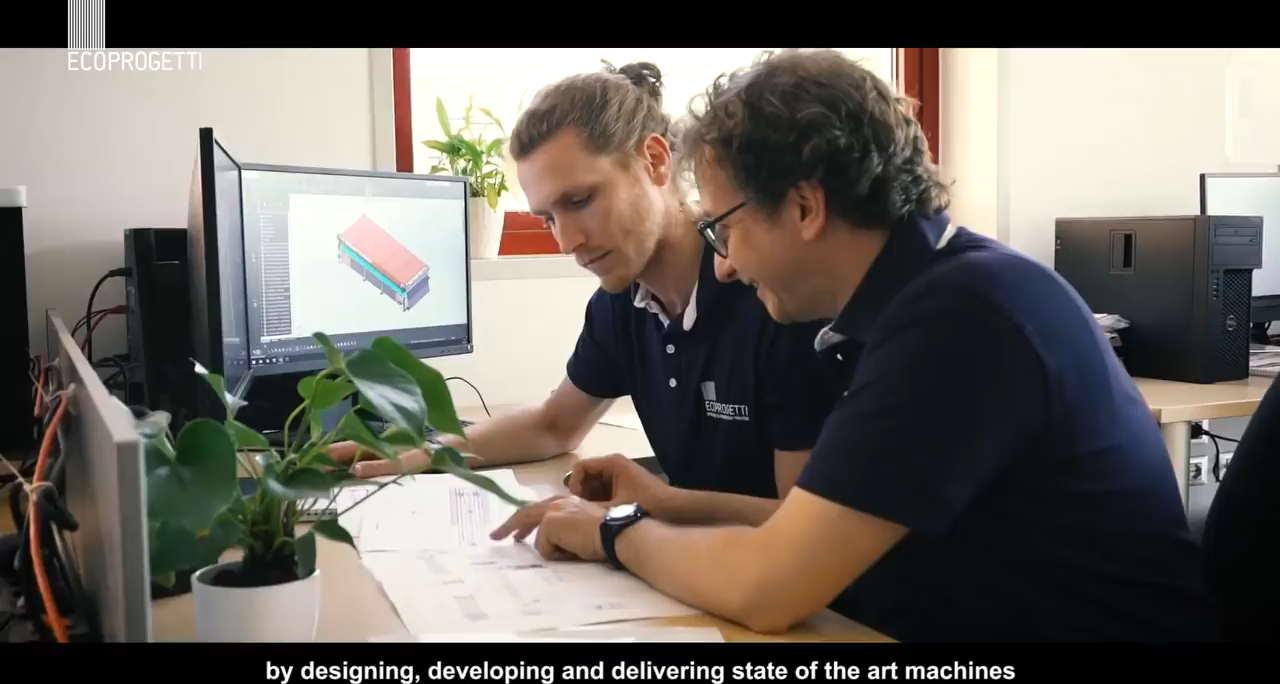 ECOPROGETTI
ECOPROGETTI
by designing, developing and delivering state of the art machines